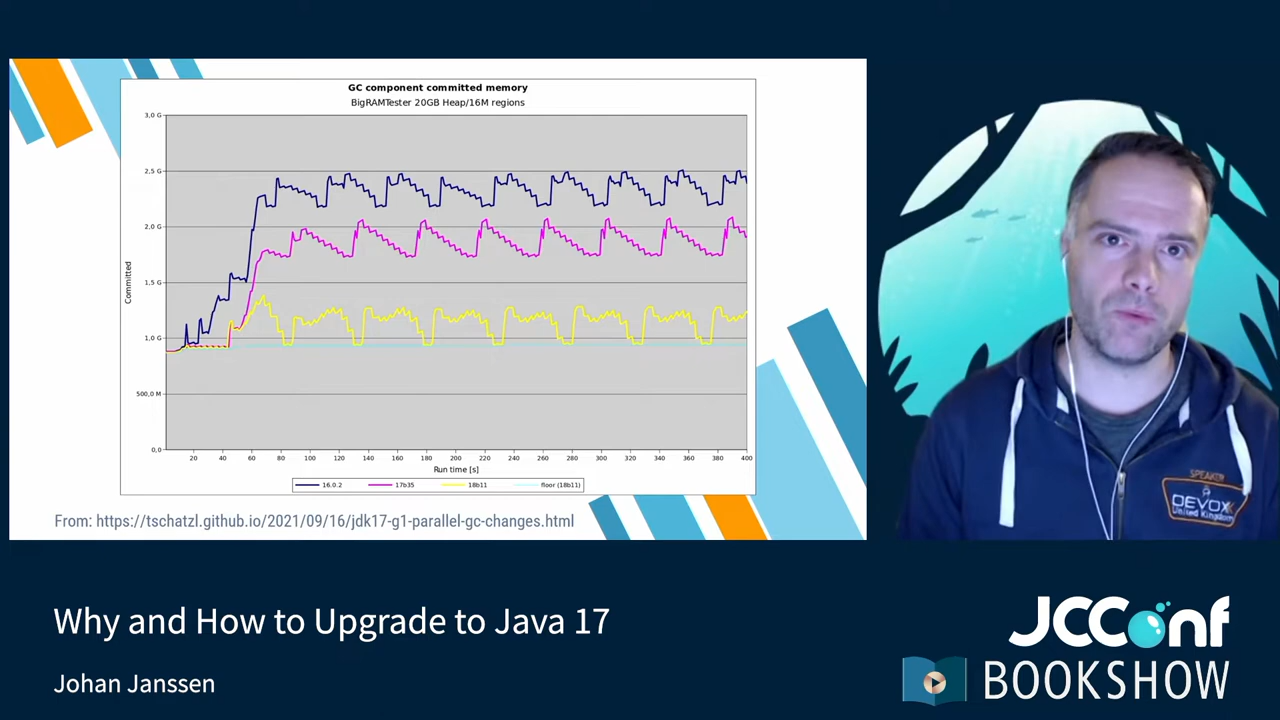 GC component committed memory
BigRAMTester 20GB Heap/16M regions
3,0 G
2,5 G
2,0 G
1,5 G
1,0 G
500,0 M
0,0
Committed
20 40 60 80 100 120 140 160 180 200 220 240 260 280 300 320 340 360 380 400
Run time [s]
16.0.2 17b35 18b11 floor (18b11)
From: https://tschatzl.github.io/2021/09/16/jdk17-g1-parallel-gc-changes.html
SPEAKER
DEVOXX
United Kingdom
Why and How to Upgrade to Java 17
Johan Janssen
JCConf
BOOKSHOW